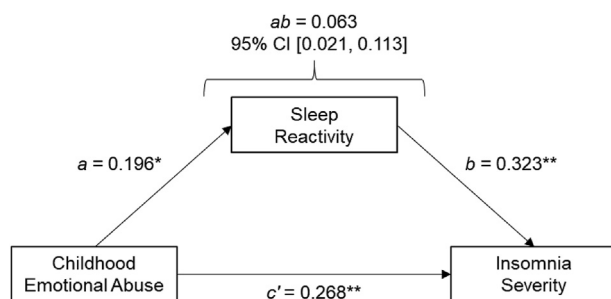 ab = 0.063
95% CI [0.021, 0.113]
Sleep
Reactivity
a = 0.196*
b = 0.323**
Childhood
Emotional Abuse
Insomnia
Severity
c' = 0.268**